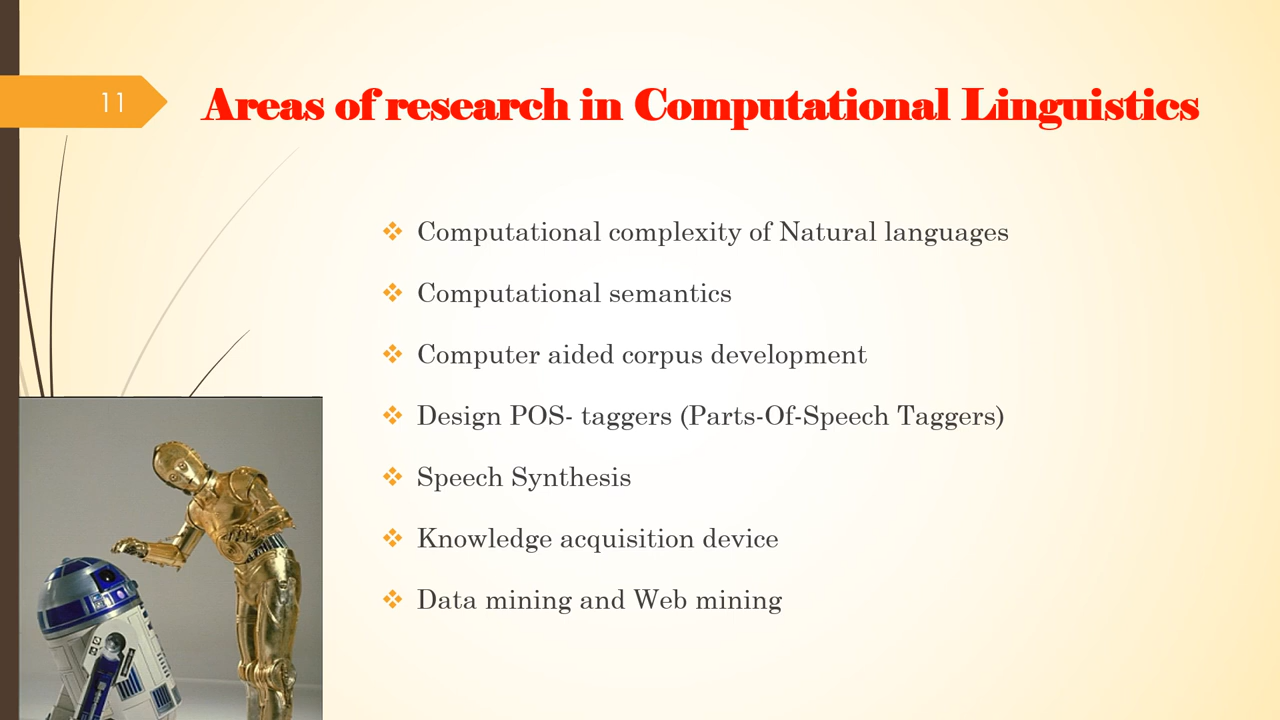 11
Areas of research in Computational Linguistics
Computational complexity of Natural languages
Computational semantics
Computer aided corpus development
Design POS- taggers (Parts-Of-Speech Taggers)
Speech Synthesis
Knowledge acquisition device
Data mining and Web mining